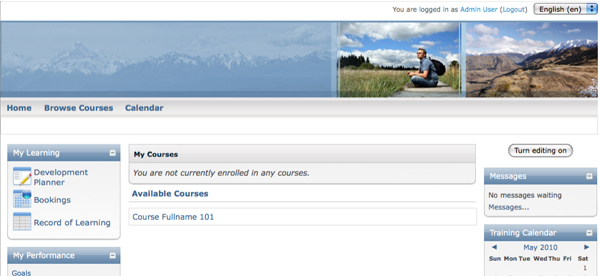 You are logged in as Admin User (Logout) English (en)
Home Browse Courses Calendar
Turn editing on
My Learning
Development
Planner
Bookings
Record of Learning
My Performance
Goals
My Courses
You are not currently enrolled in any courses.
Available Courses
Course Fullname 101
Messages
No messages waiting
Messages...
Training Calendar
◄ May 2010 ►
Sun Mon Tue Wed Thu Fri Sat
1